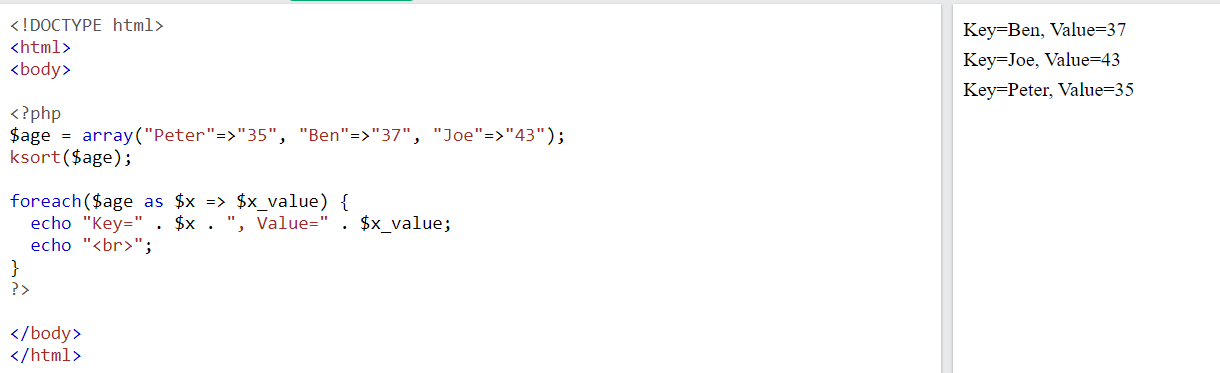 <!DOCTYPE html>
<html>
<body>
<?php
$age = array("Peter"=>"35", "Ben"=>"37", "Joe"=>"43");
ksort($age);
foreach($age as $x => $x_value) {
  echo "Key=" . $x . ", Value=" . $x_value;
  echo "<br>";
}
?>
</body>
</html>
Key=Ben, Value=37
Key=Joe, Value=43
Key=Peter, Value=35